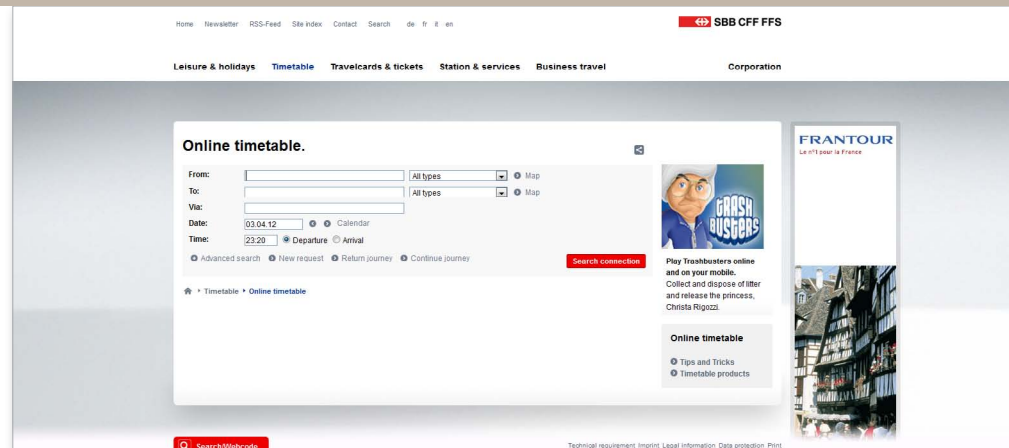 Home Newsletter RSS-Feed Site index Contact Search de fr it en
SBB CFF FFS
Leisure & holidays Timetable Travelcards & tickets Station & services Business travel Corporation
Online timetable.
From: All types Map
To: All types Map
Via:
Date: 03.04.12 Calendar
Time: 23:20 Departure Arrival
Advanced search New request Return journey Continue journey Search connection
Timetable Online timetable
TRASH
BUSTERS
Play Trashbusters online
and on your mobile.
Collect and dispose of litter
and release the princess,
Christa Rigozzi.
Online timetable
Tips and Tricks
Timetable products
FRANTOUR
Le n°1 pour la France
Search/Webcode
Technical requirement Imprint Legal information Data protection Print